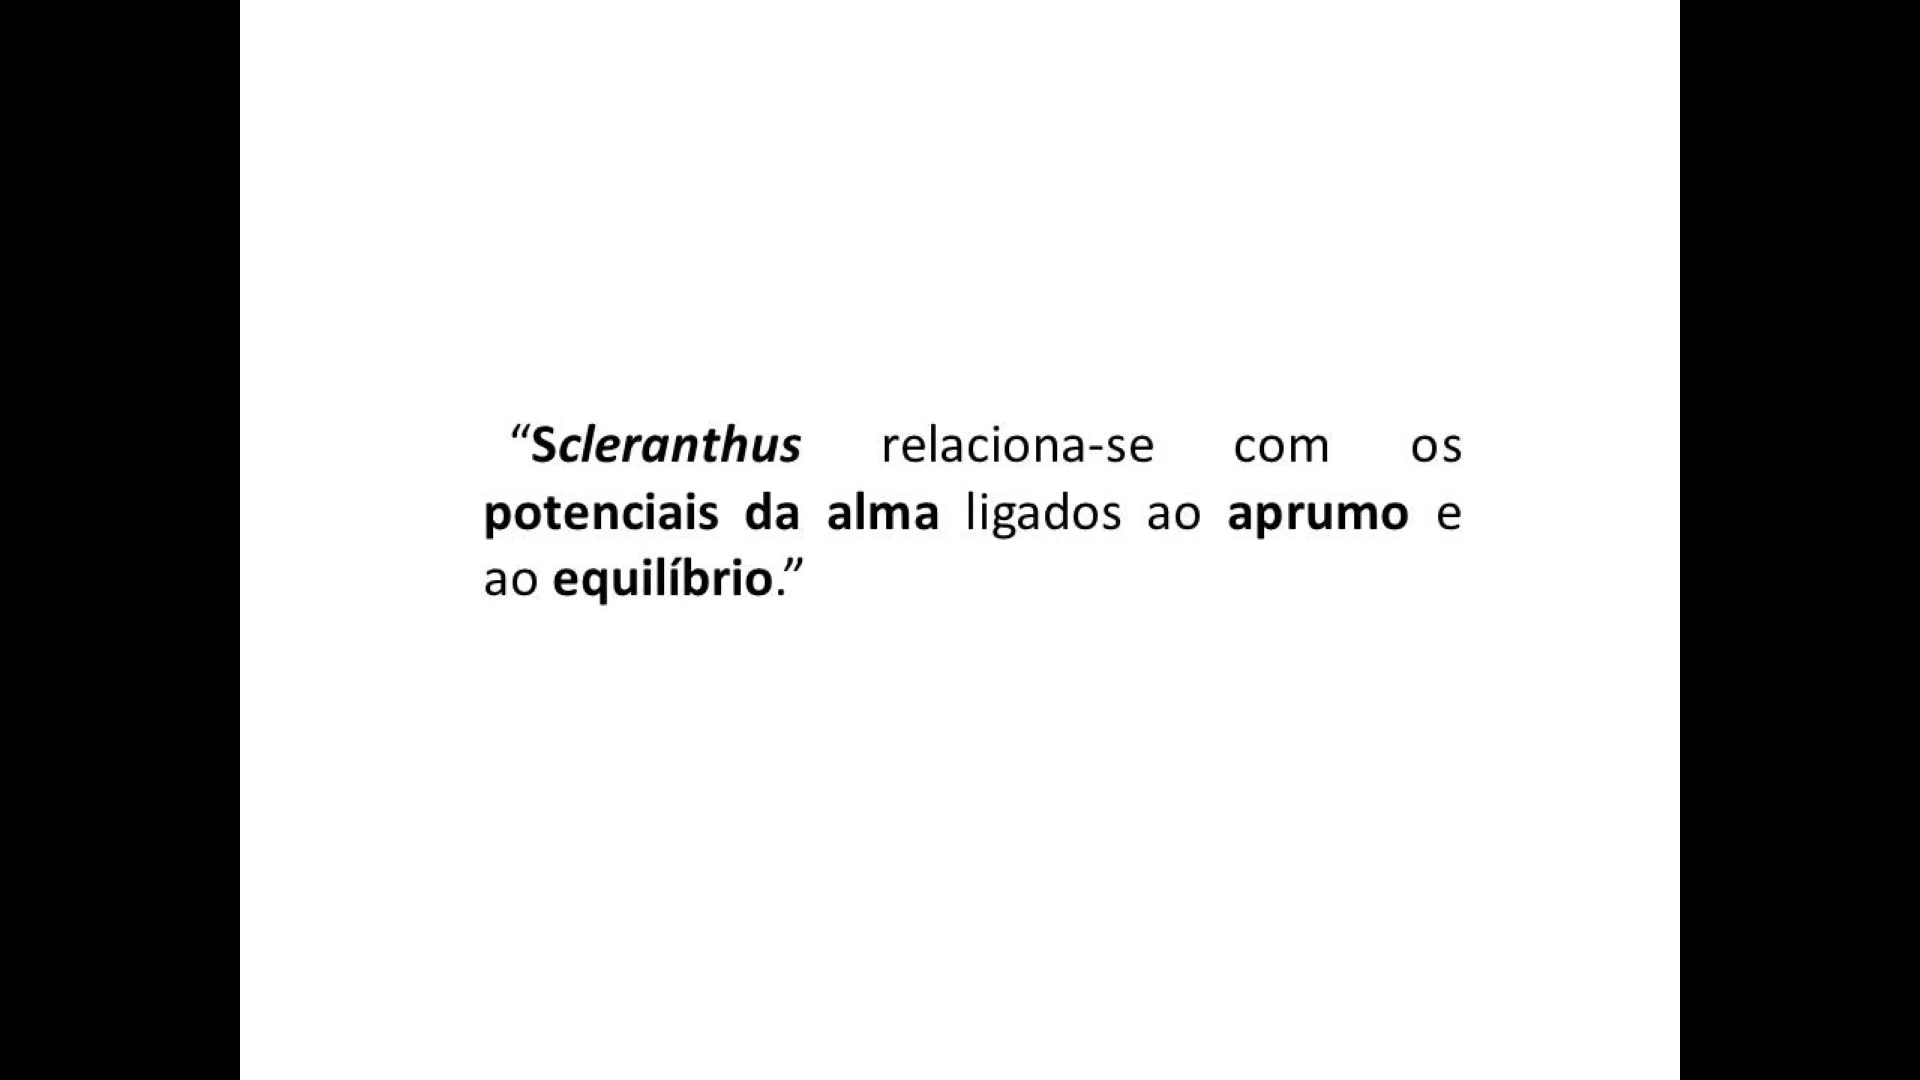 “Scleranthus relaciona-se com os
potenciais da alma ligados ao aprumo e
ao equilíbrio.”